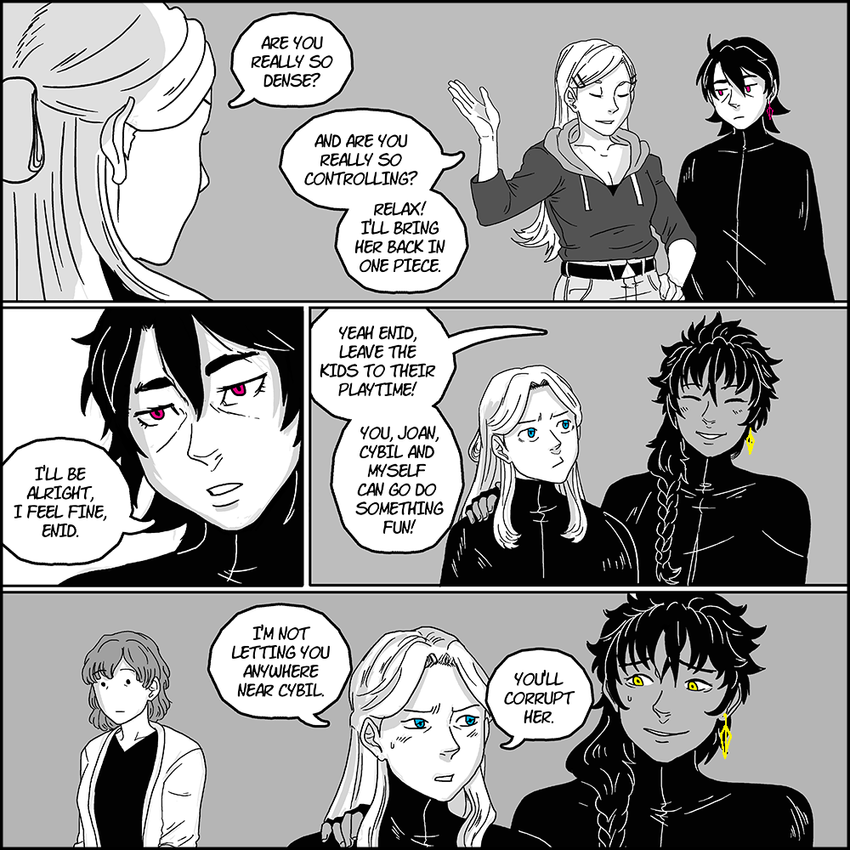 ARE YOU
REALLY SO
DENSE?
AND ARE YOU
REALLY SO
CONTROLLING?
RELAX!
I'LL BRING
HER BACK IN
ONE PIECE.
I'LL BE
ALRIGHT,
I FEEL FINE,
ENID.
YEAH ENID,
LEAVE THE
KIDS TO THEIR
PLAYTIME!
YOU, JOAN,
CYBIL AND
MYSELF
CAN GO DO
SOMETHING
FUN!
I'M NOT
LETTING YOU
ANYWHERE
NEAR CYBIL.
YOU'LL
CORRUPT
HER.